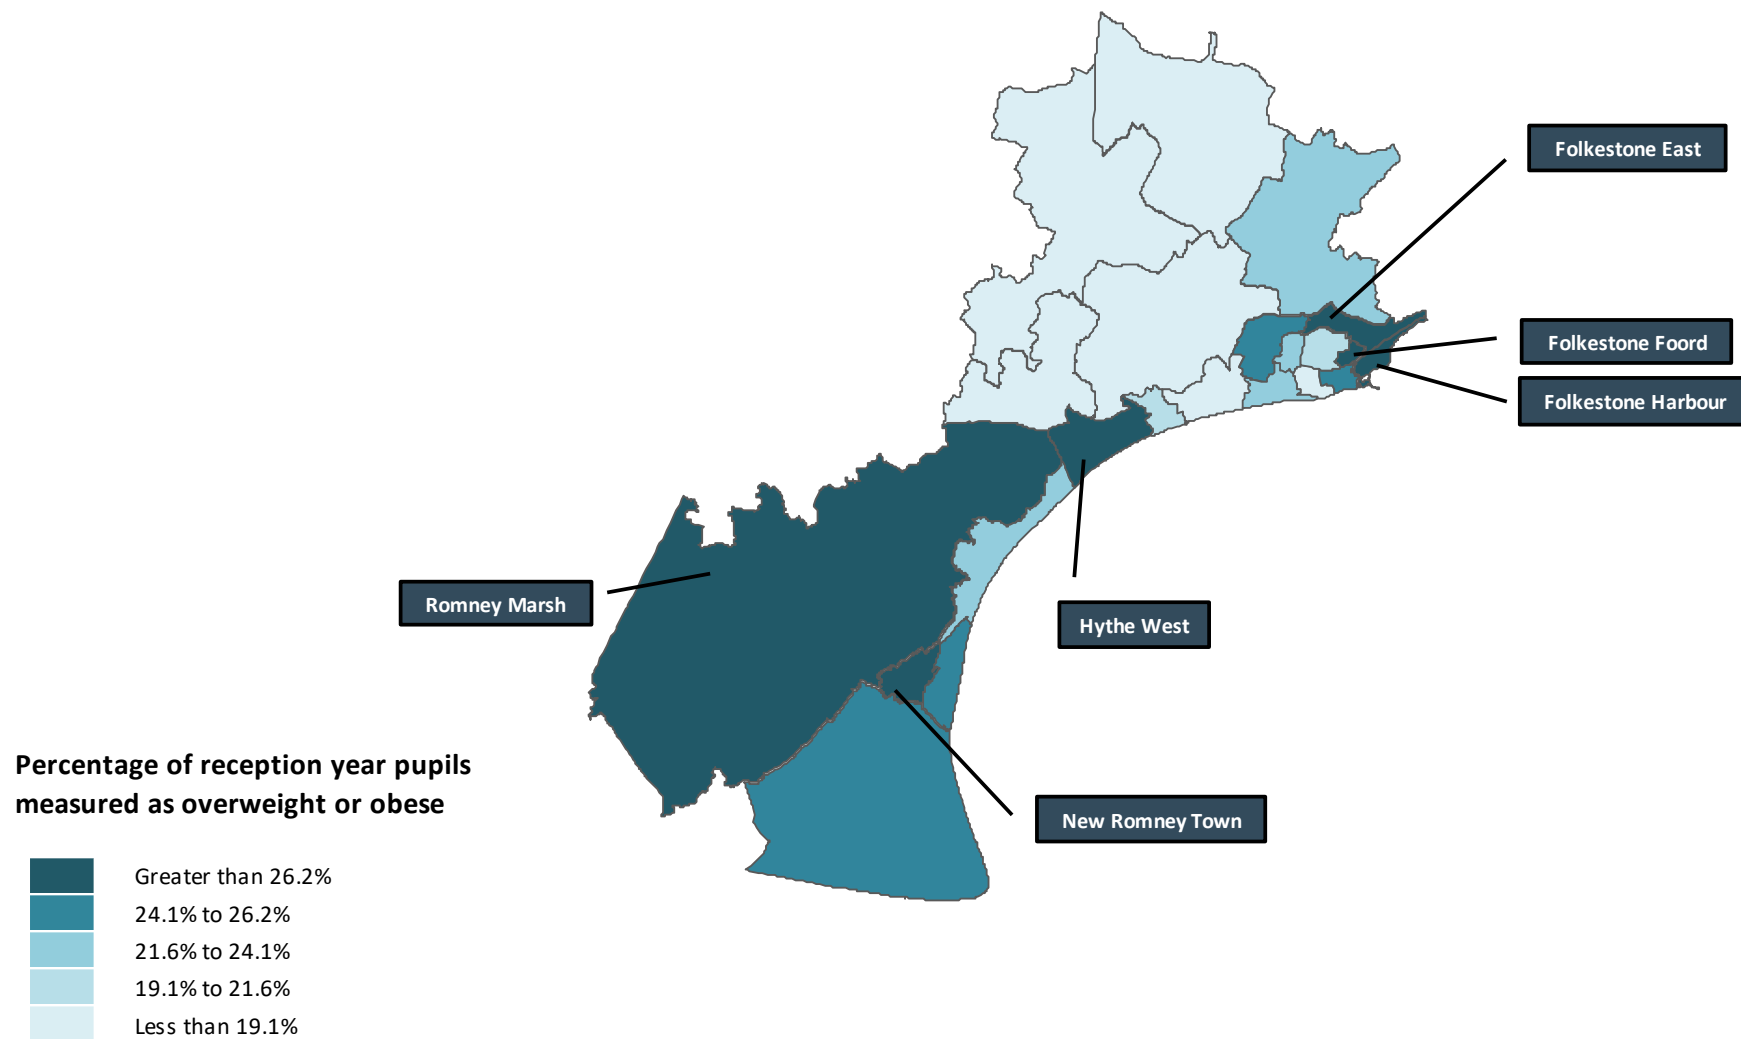 Folkestone East
Folkestone Foord
Folkestone Harbour
Romney Marsh
Hythe West
New Romney Town
Percentage of reception year pupils
measured as overweight or obese
Greater than 26.2%
24.1% to 26.2%
21.6% to 24.1%
19.1% to 21.6%
Less than 19.1%